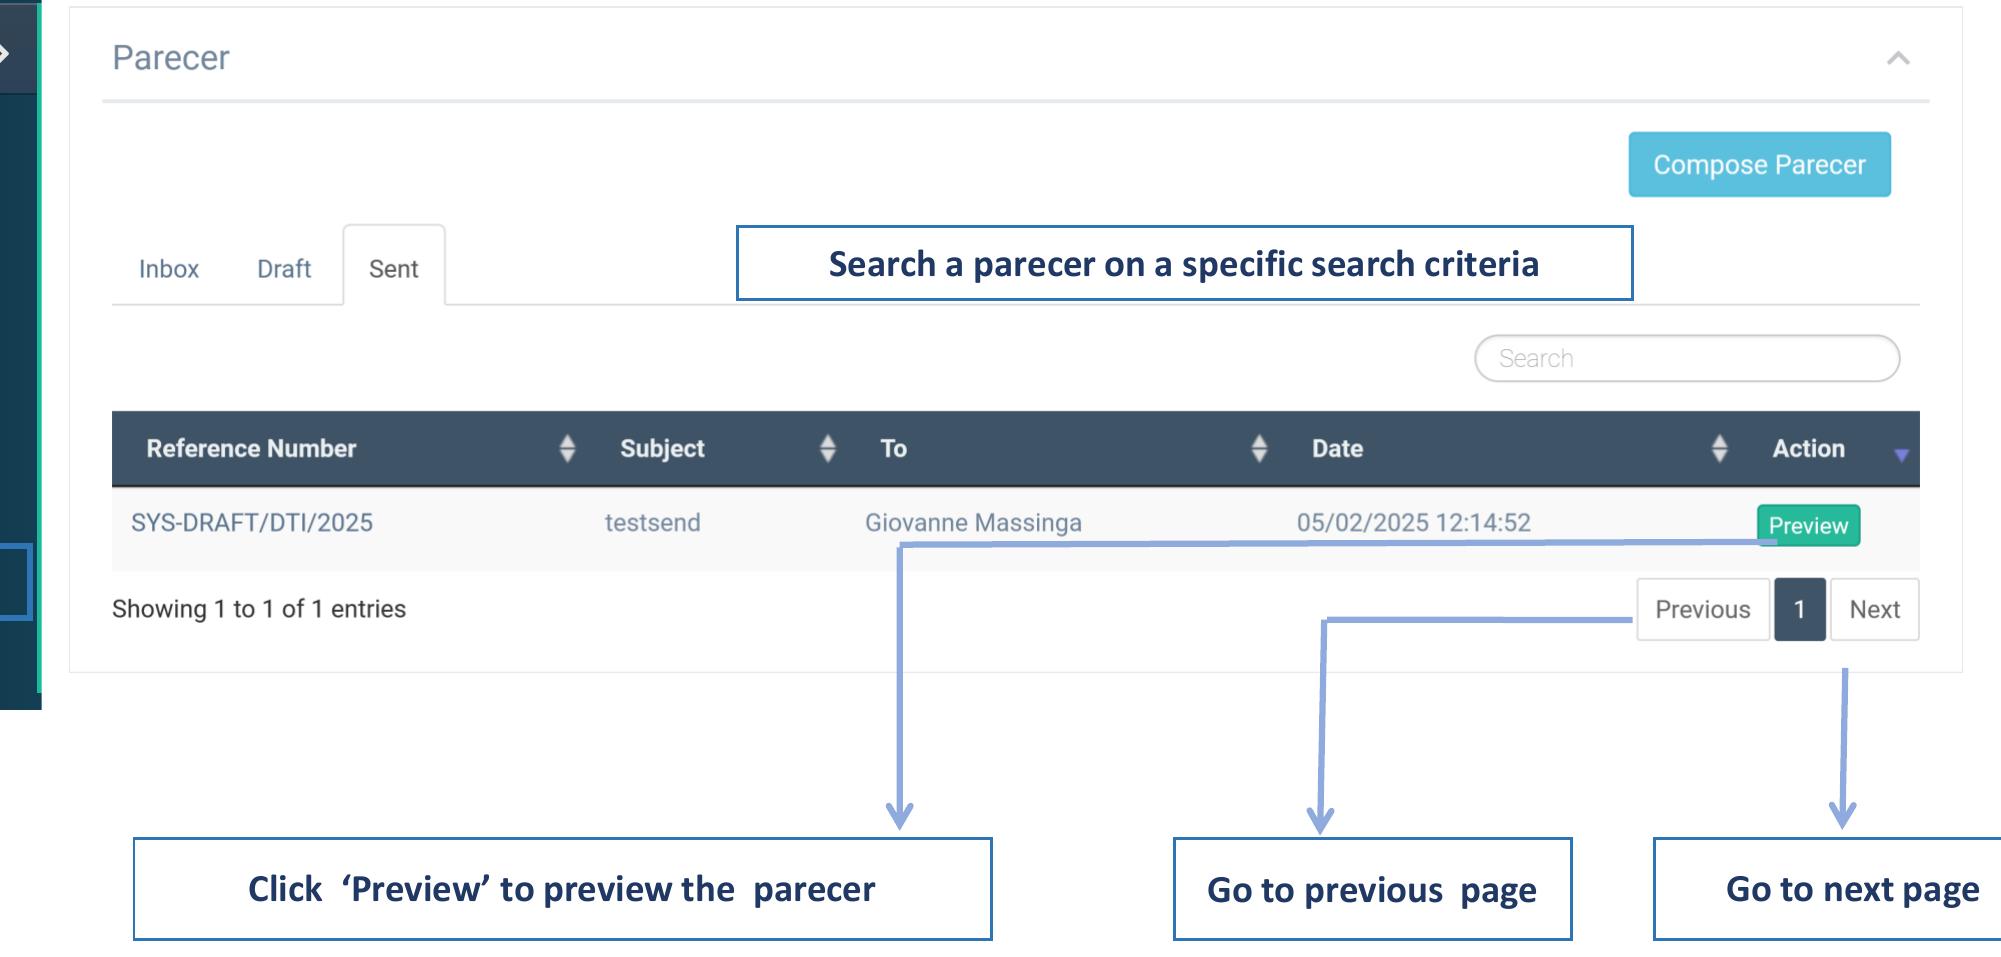 Parecer
Compose Parecer
Inbox Draft Sent
Search a parecer on a specific search criteria
Search
Reference Number Subject To Date Action
SYS-DRAFT/DTI/2025 testsend Giovanne Massinga 05/02/2025 12:14:52 Preview
Showing 1 to 1 of 1 entries Previous 1 Next
Click ‘Preview’ to preview the parecer
Go to previous page
Go to next page